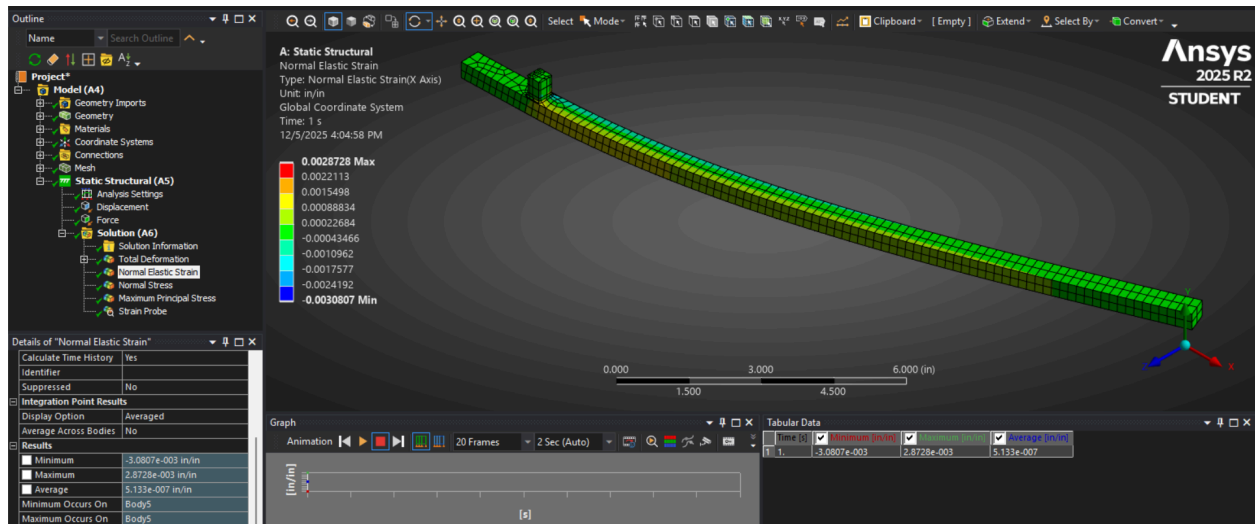 Outline
Name
Search Outline
Project*
Model (A4)
Geometry Imports
Geometry
Materials
Coordinate Systems
Connections
Mesh
Static Structural (A5)
Analysis Settings
Displacement
Force
Solution (A6)
Solution Information
Total Deformation
Normal Elastic Strain
Normal Stress
Maximum Principal Stress
Strain Probe
Details of "Normal Elastic Strain"
Calculate Time History Yes
Identifier
Suppressed No
Integration Point Results
Display Option Averaged
Average Across Bodies No
Results
Minimum -3.0807e-003 in/in
Maximum 2.8728e-003 in/in
Average 5.133e-007 in/in
Minimum Occurs On Body5
Maximum Occurs On Body5
Select Mode Clipboard [ Empty ] Extend Select By Convert
A: Static Structural
Normal Elastic Strain
Type: Normal Elastic Strain(X Axis)
Unit: in/in
Global Coordinate System
Time: 1 s
12/5/2025 4:04:58 PM
0.0028728 Max
0.0022113
0.0015498
0.00088834
0.00022684
-0.00043466
-0.0010962
-0.0017577
-0.0024192
-0.0030807 Min
Ansys
2025 R2
STUDENT
0.000 3.000 6.000 (in)
1.500 4.500
Y
Z
X
Graph
Animation 20 Frames 2 Sec (Auto)
[in/in]
[s]
Tabular Data
Time [s] Minimum [in/in] Maximum [in/in] Average [in/in]
1 1. -3.0807e-003 2.8728e-003 5.133e-007